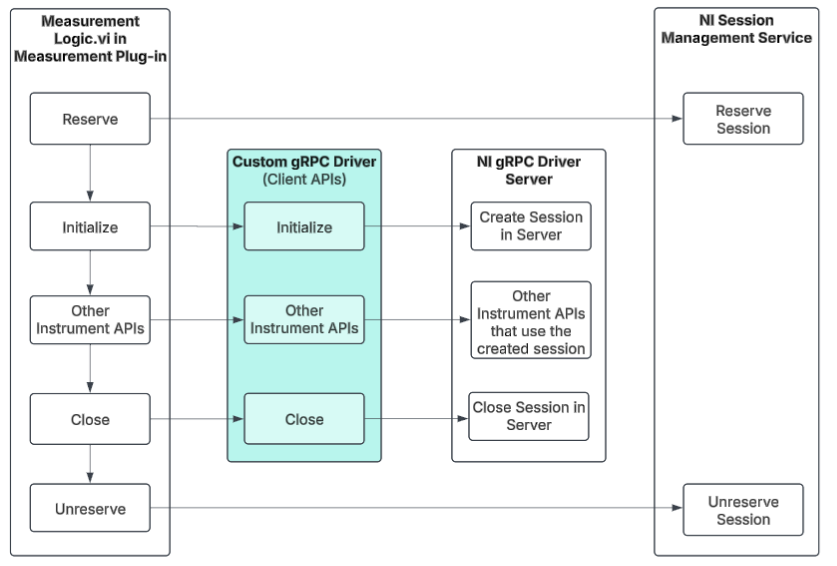 Measurement
Logic.vi in
Measurement Plug-in
NI Session
Management Service
Reserve
Reserve
Session
Custom gRPC Driver
(Client APIs)
NI gRPC Driver
Server
Initialize
Initialize
Create Session
in Server
Other
Instrument APIs
Other
Instrument APIs
Other
Instrument APIs
that use the
created session
Close
Close
Close Session in
Server
Unreserve
Unreserve
Session